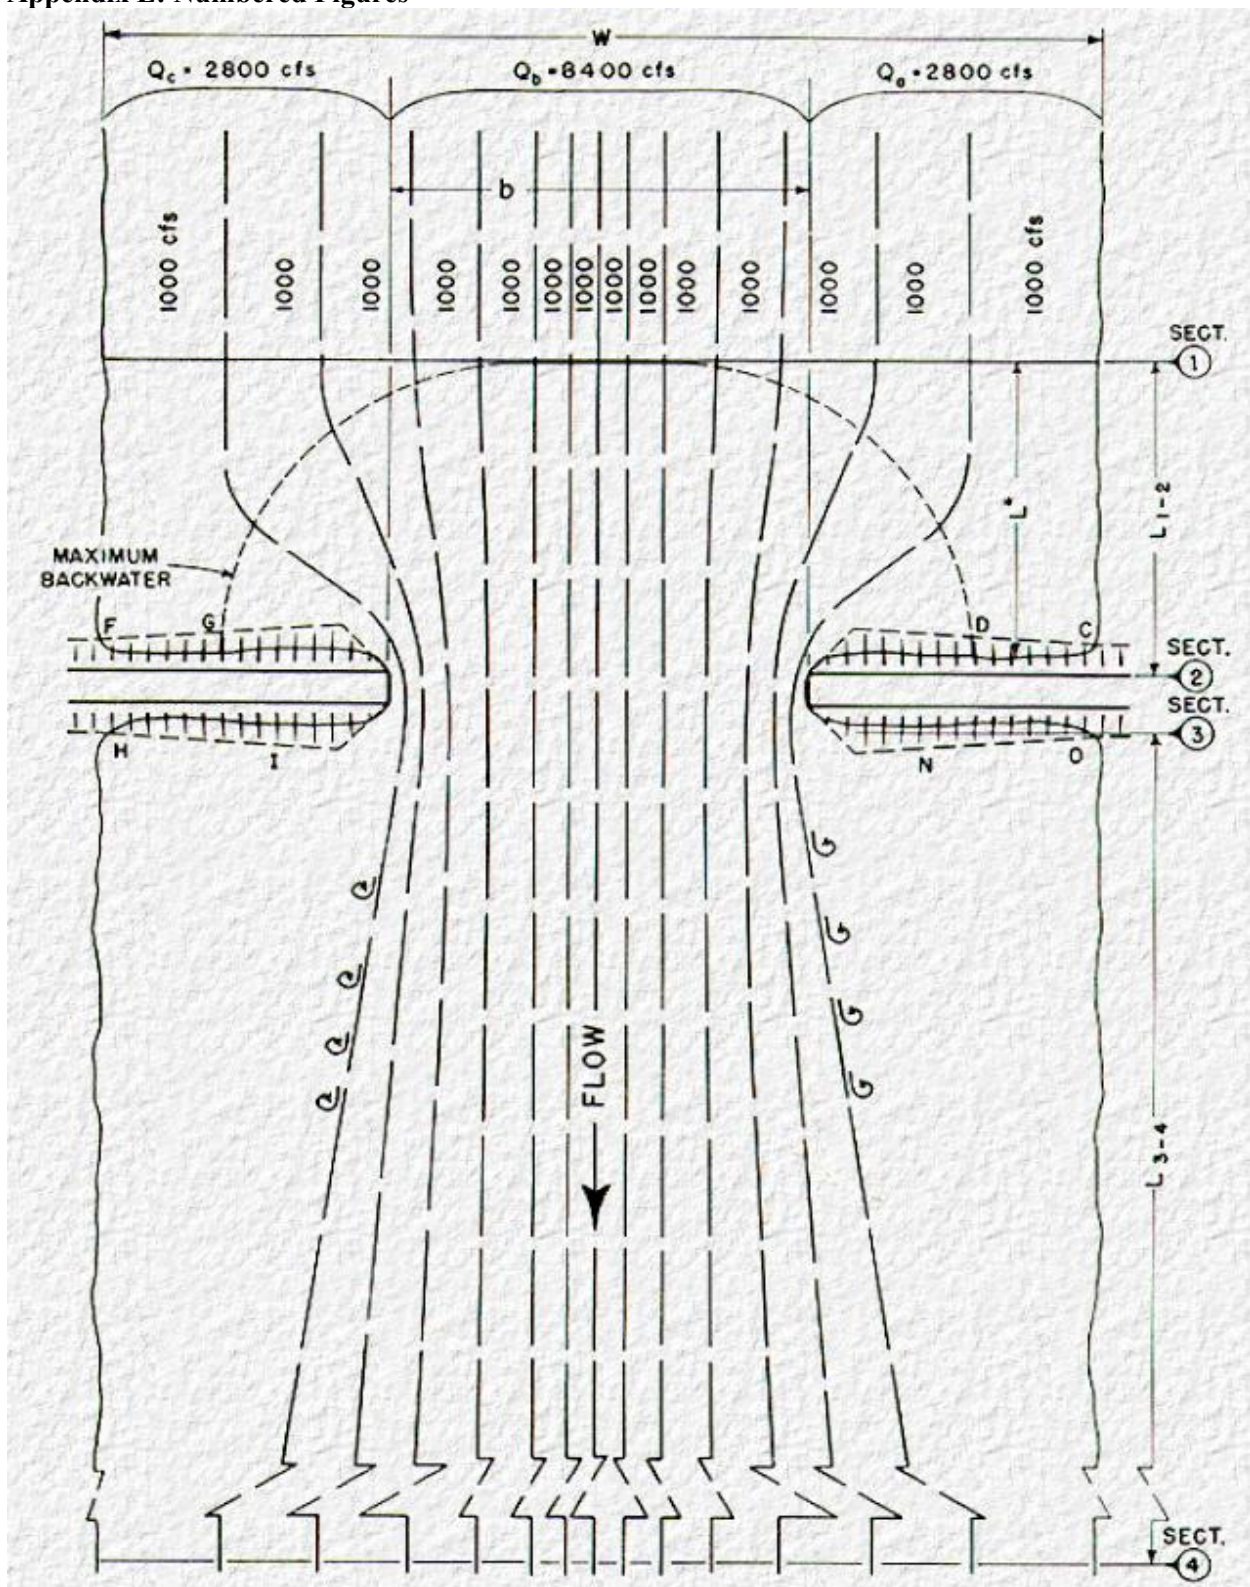 Appendix E: Numbered Figures
W
Qc = 2800 cfs
Qb = 8400 cfs
Qa = 2800 cfs
b
1000 cfs
1000
1000
1000
1000
1000
1000
1000
1000
1000
1000
1000
1000
1000 cfs
SECT.
1
L*
L1-2
MAXIMUM
BACKWATER
F
G
D
C
SECT.
2
SECT.
3
H
I
N
O
FLOW
L3-4
SECT.
4